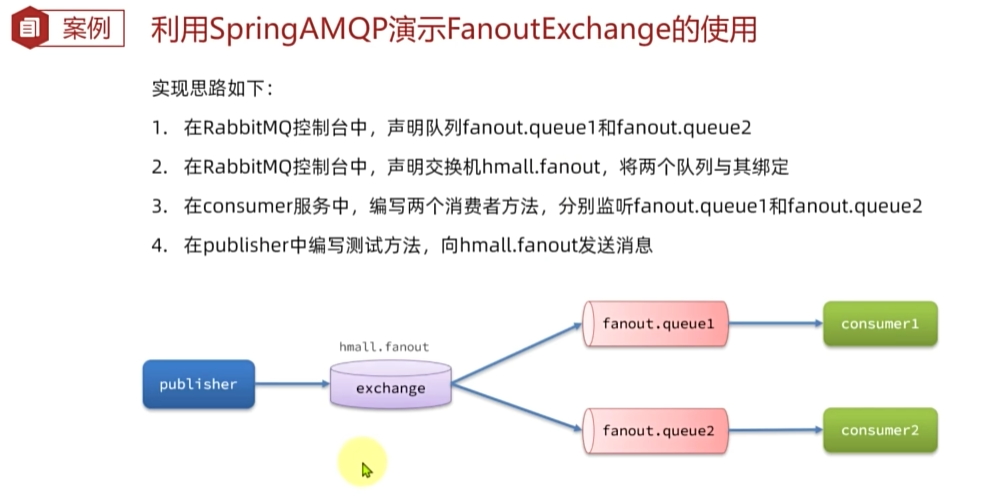 案例
利用SpringAMQP演示FanoutExchange的使用
实现思路如下：
1. 在RabbitMQ控制台中，声明队列fanout.queue1和fanout.queue2
2. 在RabbitMQ控制台中，声明交换机hmall.fanout，将两个队列与其绑定
3. 在consumer服务中，编写两个消费者方法，分别监听fanout.queue1和fanout.queue2
4. 在publisher中编写测试方法，向hmall.fanout发送消息
fanout.queue1
consumer1
hmall.fanout
publisher
exchange
fanout.queue2
consumer2